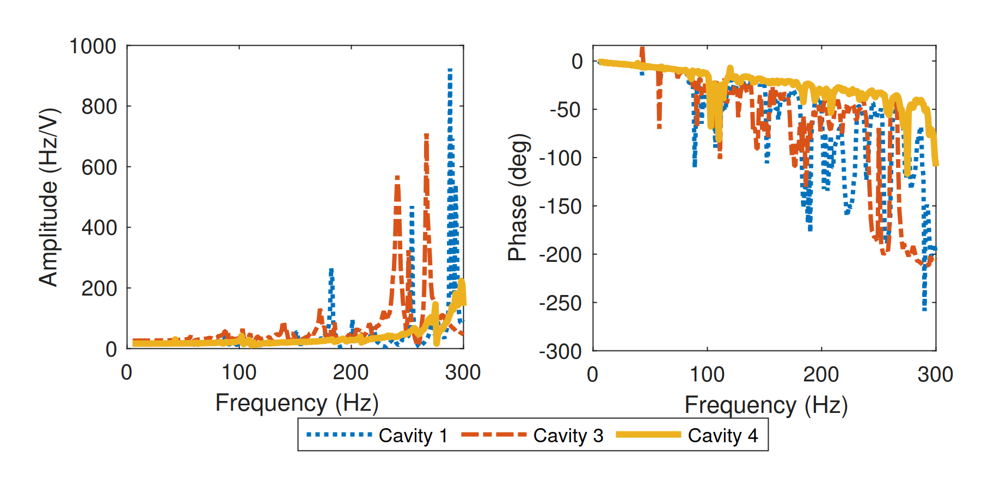 1000
800
600
400
200
0
0 100 200 300
Amplitude (Hz/V)
Frequency (Hz)
0
-50
-100
-150
-200
-250
-300
0 100 200 300
Phase (deg)
Frequency (Hz)
Cavity 1 Cavity 3 Cavity 4